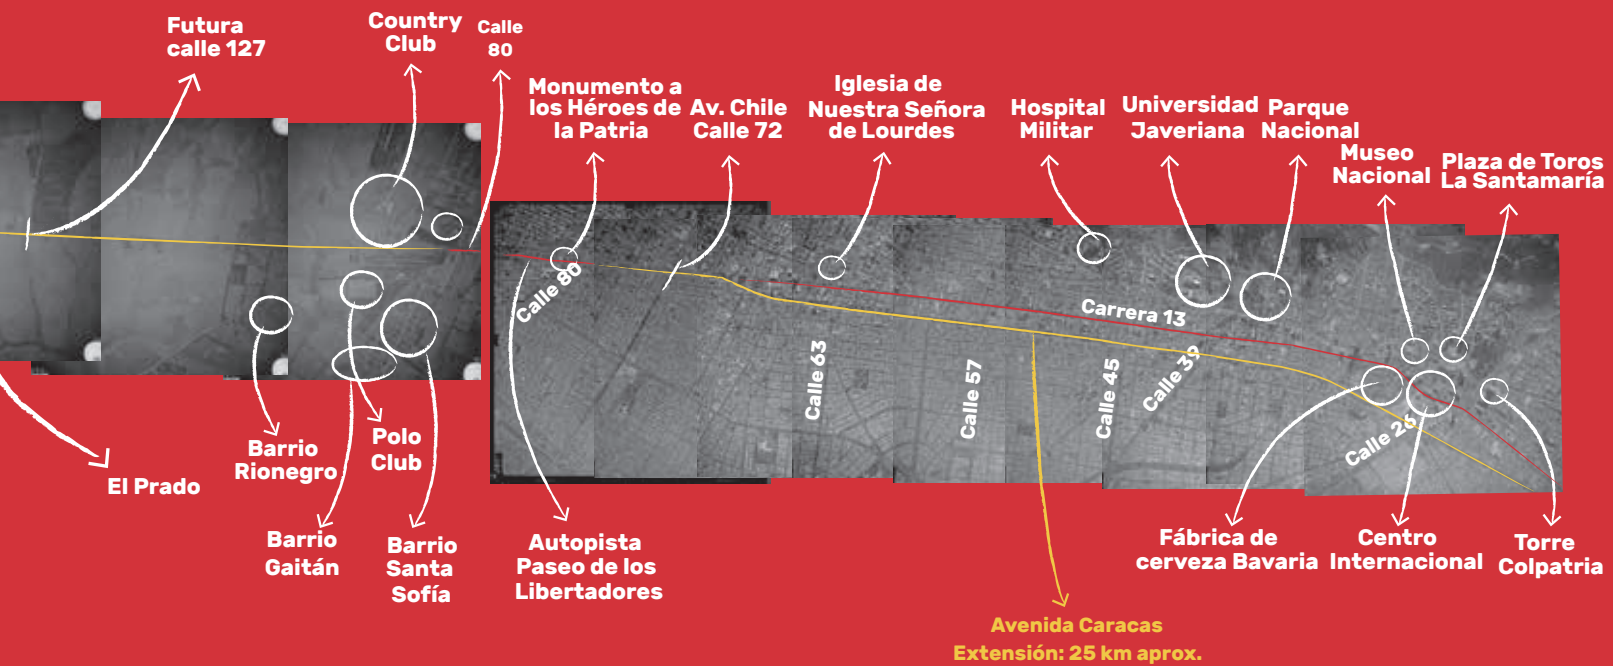 Futura
calle 127
Country
Club
Calle
80
Monumento a
los Héroes de
la Patria
Av. Chile
Calle 72
Iglesia de
Nuestra Señora
de Lourdes
Hospital
Militar
Universidad
Javeriana
Parque
Nacional
Museo
Nacional
Plaza de Toros
La Santamaría
Calle 80
Carrera 13
Calle 63
Calle 57
Calle 45
Calle 39
Calle 26
El Prado
Barrio
Rionegro
Polo
Club
Barrio
Gaitán
Barrio
Santa
Sofía
Autopista
Paseo de los
Libertadores
Fábrica de
cerveza Bavaria
Centro
Internacional
Torre
Colpatria
Avenida Caracas
Extensión: 25 km aprox.